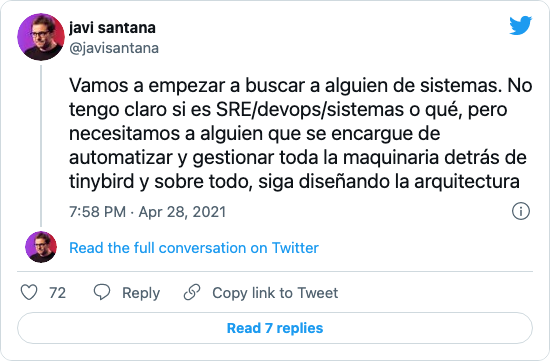 javi santana
@javisantana
Vamos a empezar a buscar a alguien de sistemas. No
tengo claro si es SRE/devops/sistemas o qué, pero
necesitamos a alguien que se encargue de
automatizar y gestionar toda la maquinaria detrás de
tinybird y sobre todo, siga diseñando la arquitectura
7:58 PM · Apr 28, 2021
Read the full conversation on Twitter
72 Reply Copy link to Tweet
Read 7 replies